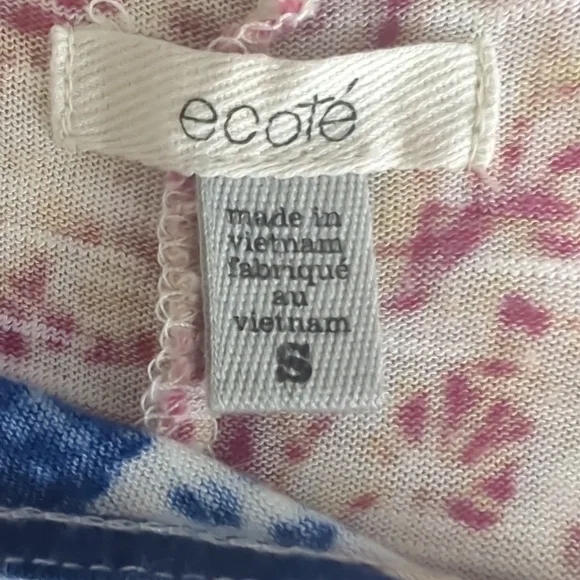 ecoté
made in
vietnam
fabriqué
au
vietnam
S